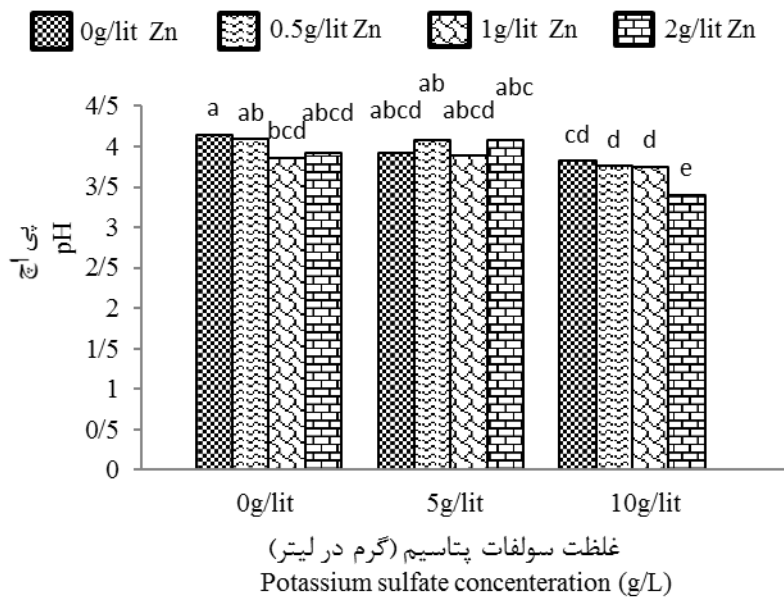 0g/lit Zn
0.5g/lit Zn
1g/lit Zn
2g/lit Zn
4/5
4
3/5
3
2/5
2
1/5
1
0/5
0
پی اچ
pH
a
ab
bcd
abcd
abcd
ab
abcd
abc
cd
d
d
e
0g/lit
5g/lit
10g/lit
غلظت سولفات پتاسیم (گرم در لیتر)
Potassium sulfate concenteration (g/L)